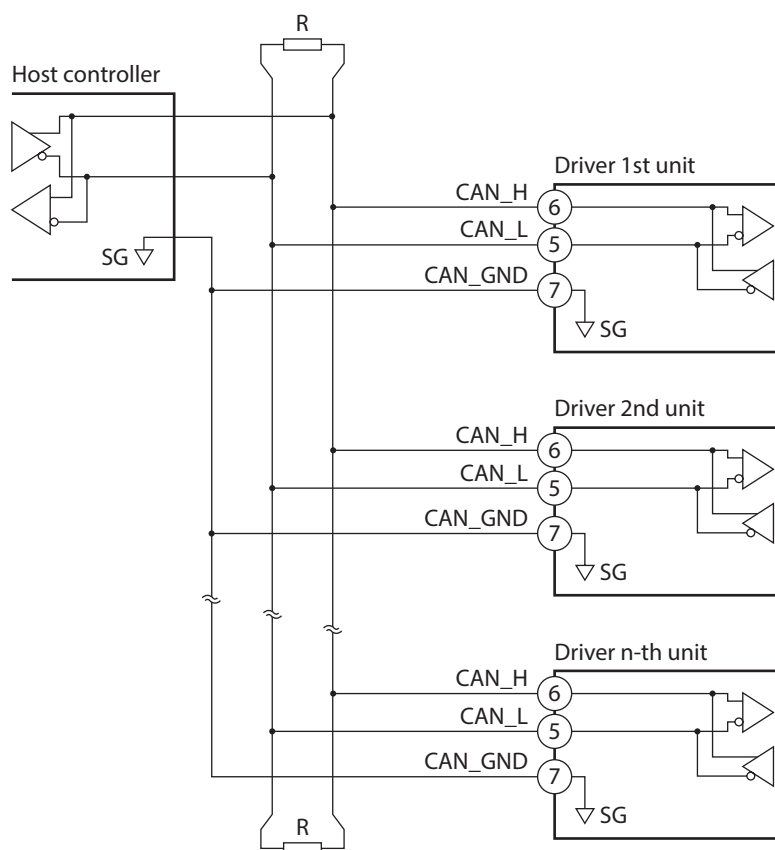 R
Host controller
SG
Driver 1st unit
CAN_H
6
CAN_L
5
CAN_GND
7
SG
Driver 2nd unit
CAN_H
6
CAN_L
5
CAN_GND
7
SG
Driver n-th unit
CAN_H
6
CAN_L
5
CAN_GND
7
SG
R